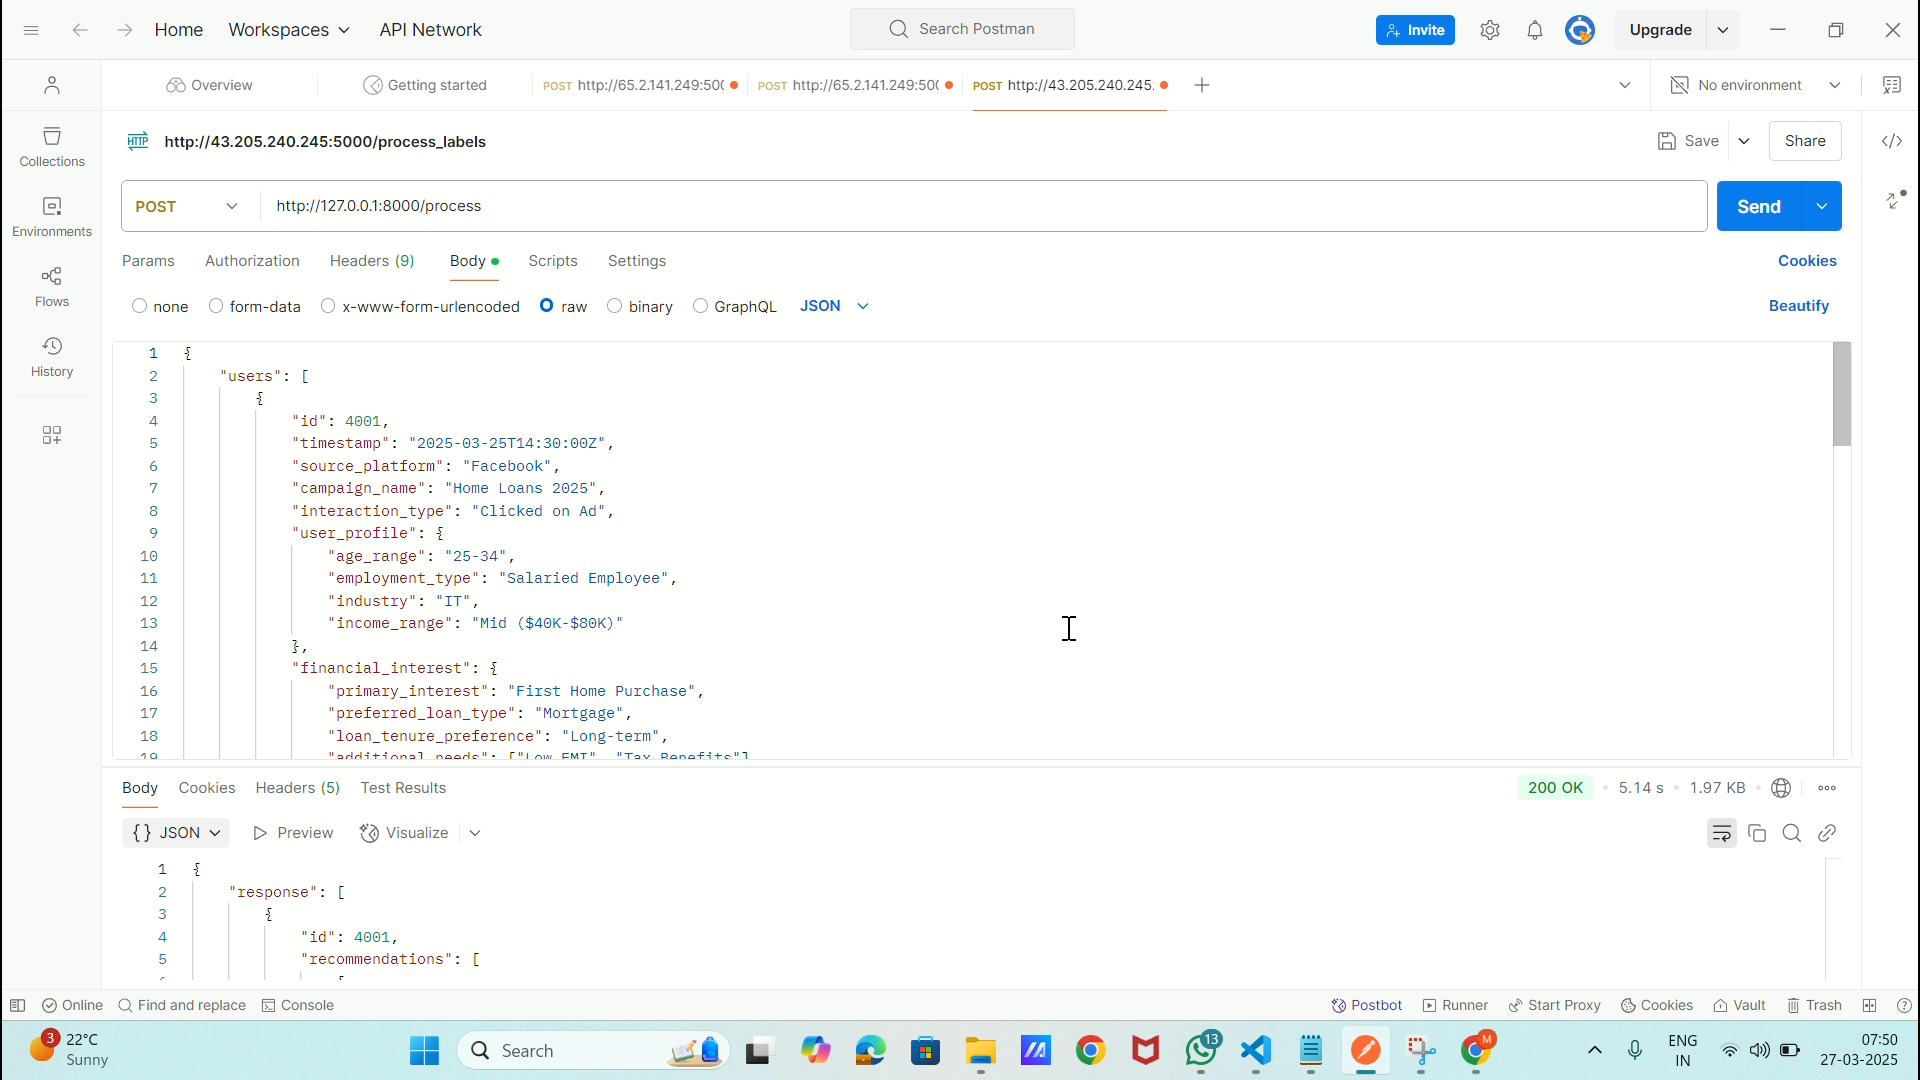 Home Workspaces API Network Search Postman Invite Upgrade
Overview Getting started POST http://65.2.141.249:50( POST http://65.2.141.249:50( POST http://43.205.240.245: No environment
Collections
Environments
Flows
History
HTTP http://43.205.240.245:5000/process_labels Save Share
POST http://127.0.0.1:8000/process Send
Params Authorization Headers (9) Body Scripts Settings Cookies
none form-data x-www-form-urlencoded raw binary GraphQL JSON Beautify
1 {
2 "users": [
3 {
4 "id": 4001,
5 "timestamp": "2025-03-25T14:30:00Z",
6 "source_platform": "Facebook",
7 "campaign_name": "Home Loans 2025",
8 "interaction_type": "Clicked on Ad",
9 "user_profile": {
10 "age_range": "25-34",
11 "employment_type": "Salaried Employee",
12 "industry": "IT",
13 "income_range": "Mid ($40K-$80K)"
14 },
15 "financial_interest": {
16 "primary_interest": "First Home Purchase",
17 "preferred_loan_type": "Mortgage",
18 "loan_tenure_preference": "Long-term",
19 "additional_needs": ["Low EMI", "Tax Benefits"]
Body Cookies Headers (5) Test Results 200 OK 5.14 s 1.97 KB
{} JSON Preview Visualize
1 {
2 "response": [
3 {
4 "id": 4001,
5 "recommendations": [
Online Find and replace Console Postbot Runner Start Proxy Cookies Vault Trash
3 22°C
Sunny
Search
13
M
ENG
IN
07:50
27-03-2025